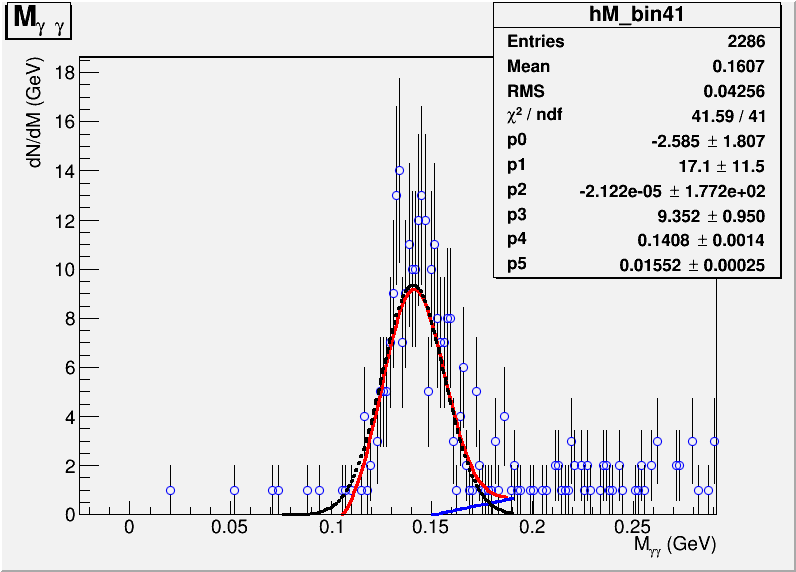 M γ γ
hM_bin41
Entries 2286
Mean 0.1607
RMS 0.04256
χ² / ndf 41.59 / 41
p0 -2.585 ± 1.807
p1 17.1 ± 11.5
p2 -2.122e-05 ± 1.772e+02
p3 9.352 ± 0.950
p4 0.1408 ± 0.0014
p5 0.01552 ± 0.00025
dN/dM (GeV)
18
16
14
12
10
8
6
4
2
0
0 0.05 0.1 0.15 0.2 0.25
Mγγ (GeV)